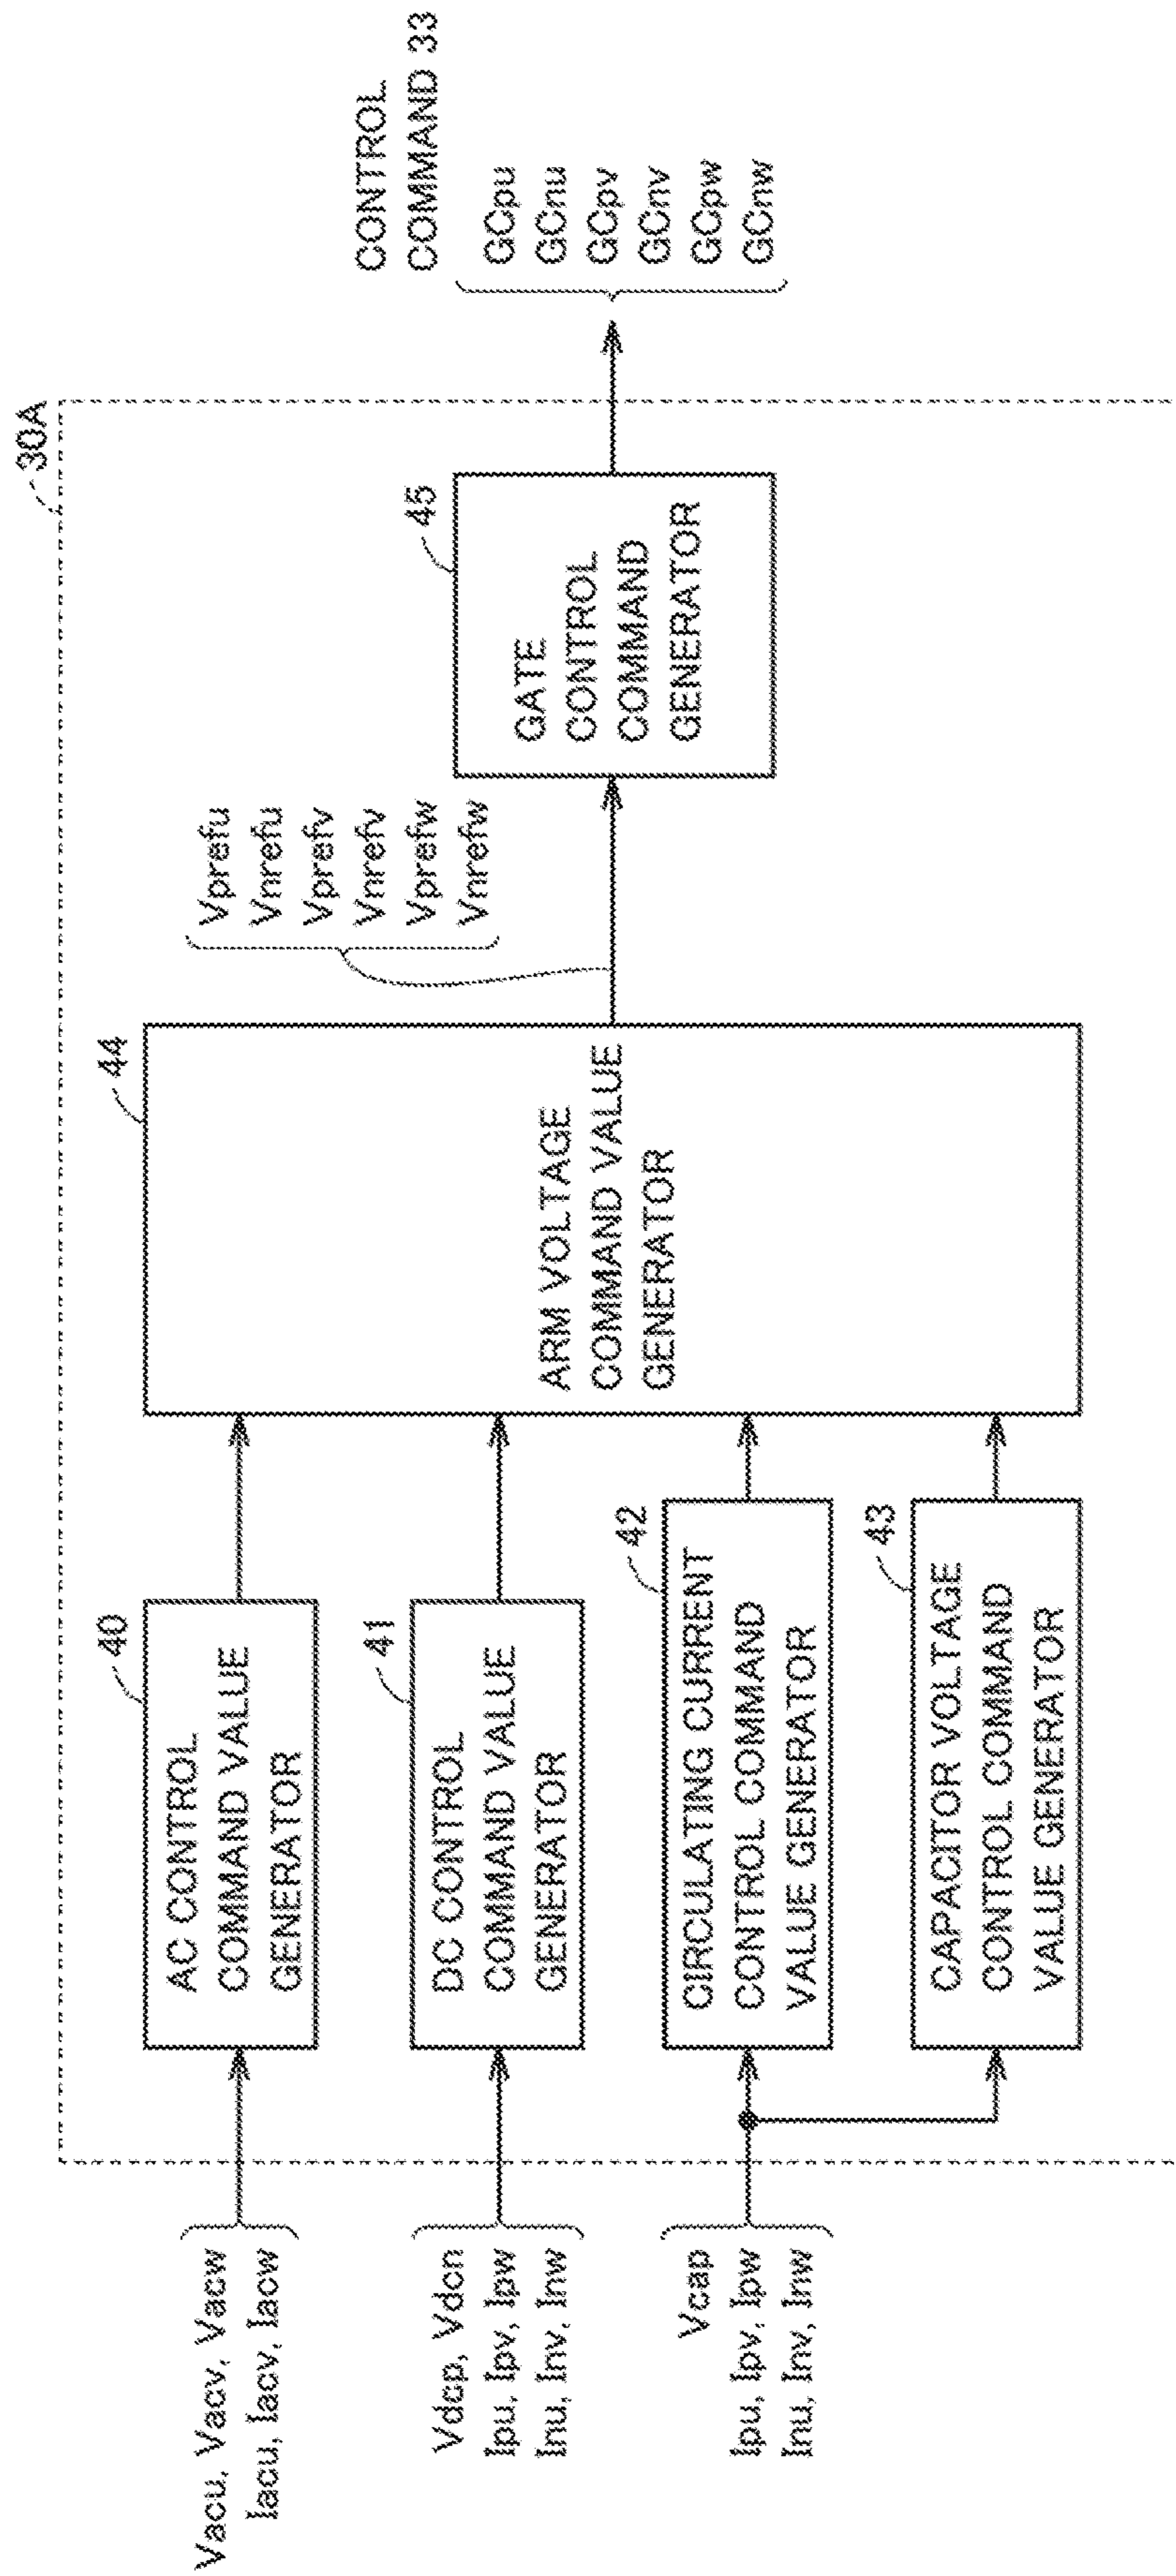 30A
Vacu, Vacv, Vacw
Iacu, Iacv, Iacw
40
AC CONTROL
COMMAND VALUE
GENERATOR
Vdcp, Vdcn
Ipu, Ipv, Ipw
Inu, Inv, Inw
41
DC CONTROL
COMMAND VALUE
GENERATOR
Vcap
Ipu, Ipv, Ipw
Inu, Inv, Inw
42
CIRCULATING CURRENT
CONTROL COMMAND
VALUE GENERATOR
43
CAPACITOR VOLTAGE
CONTROL COMMAND
VALUE GENERATOR
44
ARM VOLTAGE
COMMAND VALUE
GENERATOR
Vprefu
Vnrefu
Vprefv
Vnrefv
Vprefw
Vnrefw
45
GATE
CONTROL
COMMAND
GENERATOR
CONTROL
COMMAND 33
GCpu
GCnu
GCpv
GCnv
GCpw
GCnw